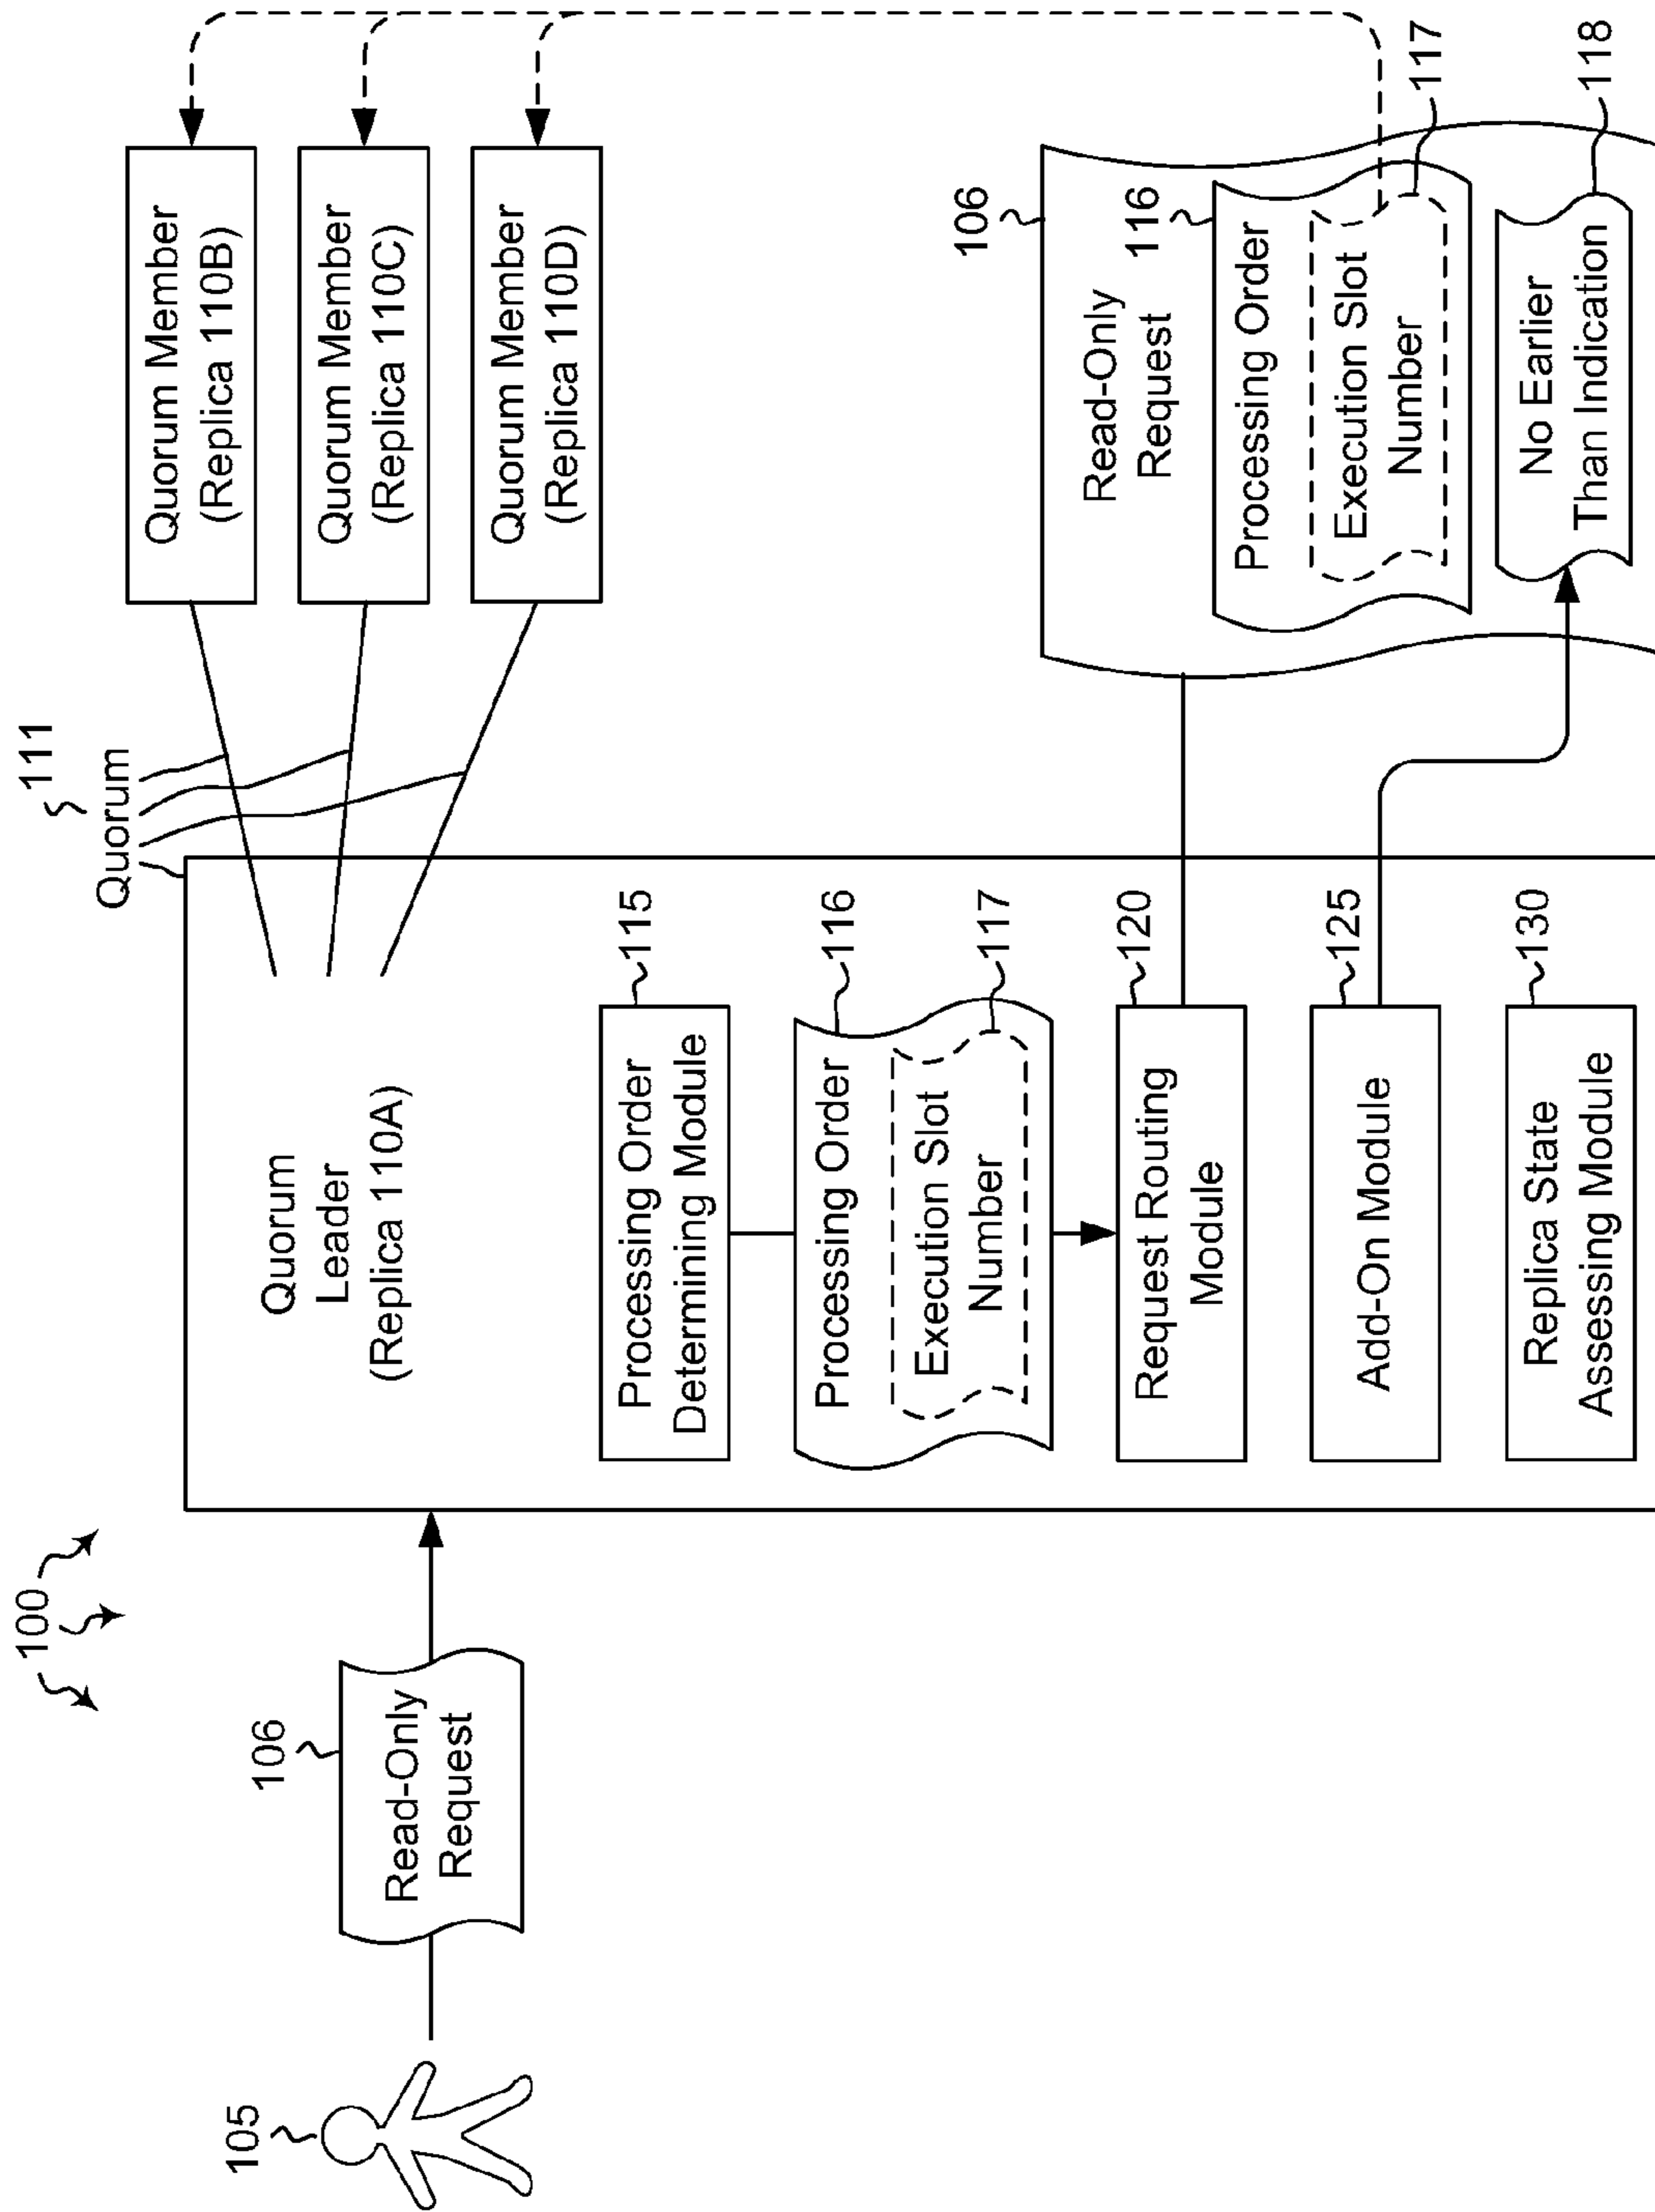 100
105
106
Read-Only
Request
111
Quorum
Quorum
Leader
(Replica 110A)
Processing Order
Determining Module
115
Processing Order
116
Execution Slot
Number
117
Request Routing
Module
120
Add-On Module
125
Replica State
Assessing Module
130
Quorum Member
(Replica 110B)
Quorum Member
(Replica 110C)
Quorum Member
(Replica 110D)
106
Read-Only
Request
116
Processing Order
Execution Slot
Number
117
No Earlier
Than Indication
118